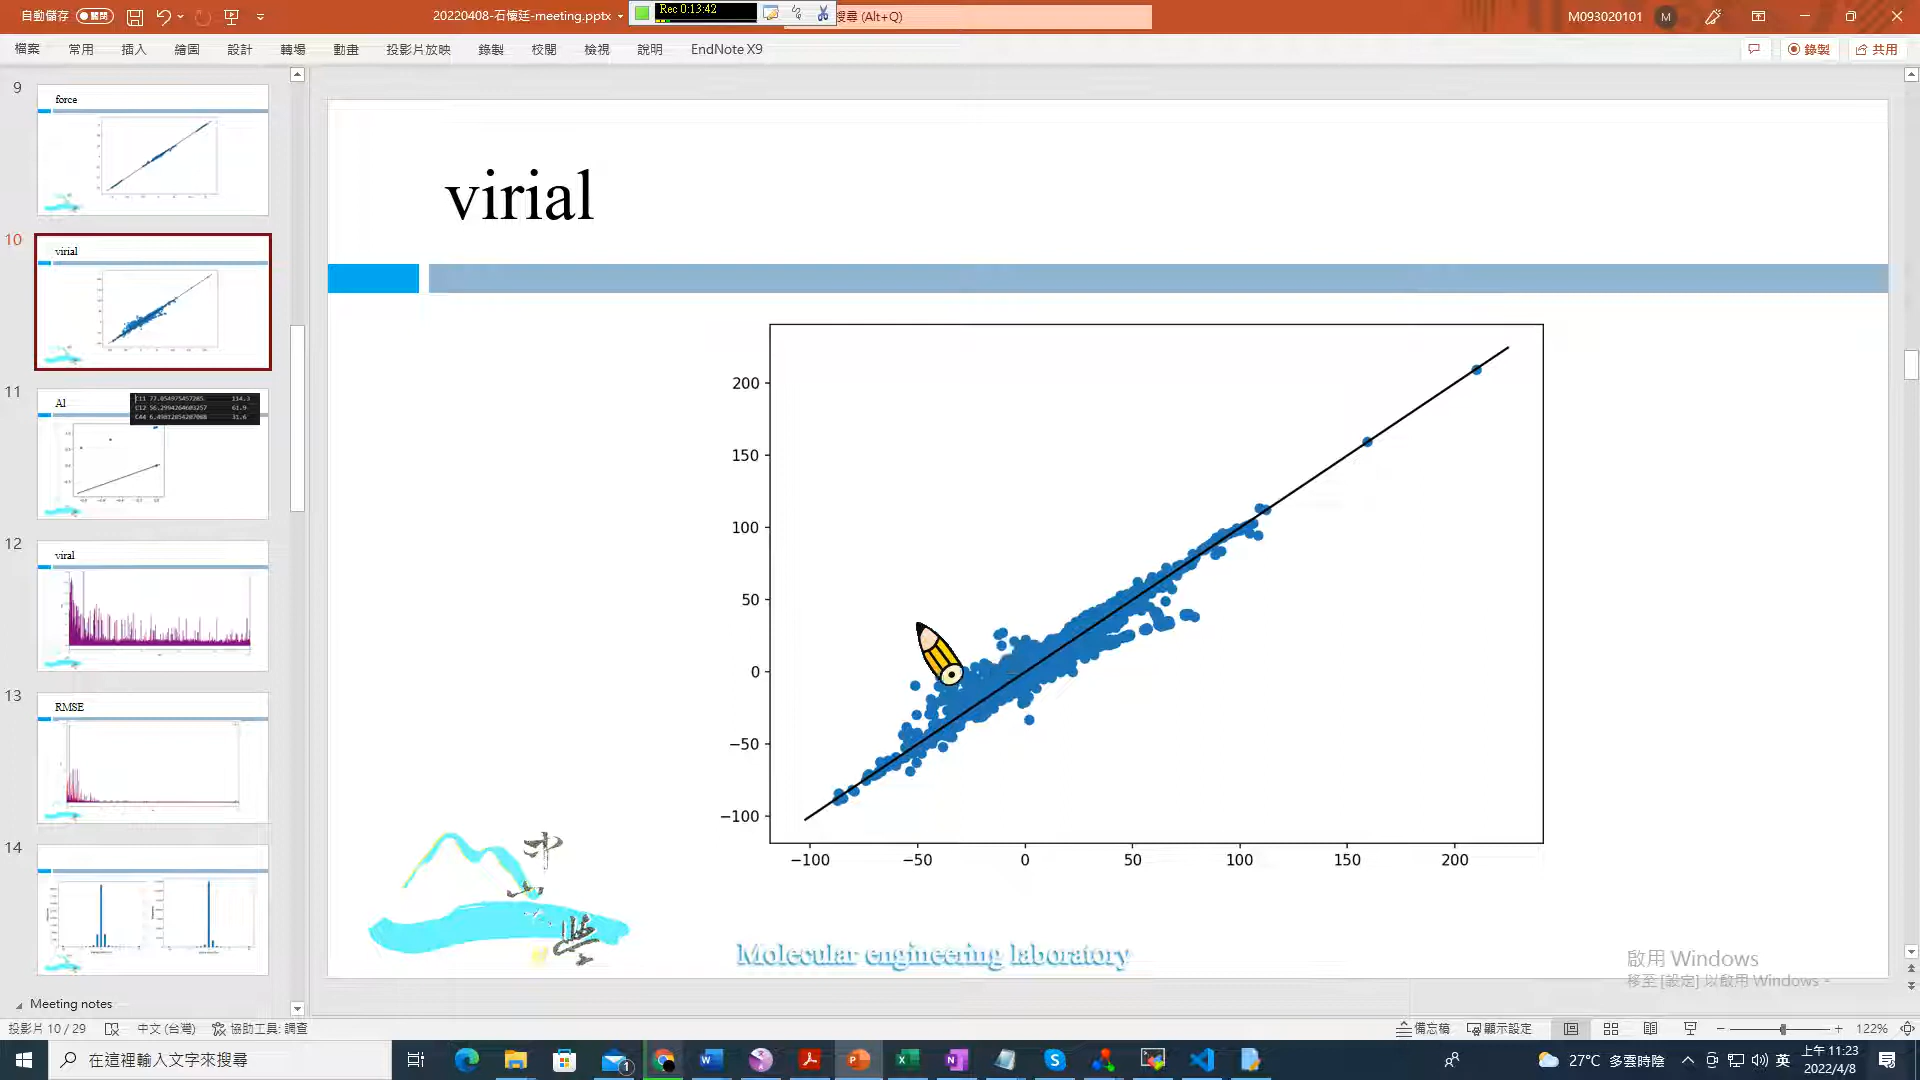 自動儲存
關閉
20220408-石懷廷-meeting.pptx
Rec 0:13:42
搜尋 (Alt+Q)
M093020101
M
檔案
常用
插入
繪圖
設計
轉場
動畫
投影片放映
錄製
校閱
檢視
說明
EndNote X9
錄製
共用
9
force
10
virial
11
Al
12
viral
13
RMSE
14
virial
200
150
100
50
0
−50
−100
−100
−50
0
50
100
150
200
Molecular engineering laboratory
啟用 Windows
移至 [設定] 以啟用 Windows。
Meeting notes
投影片 10 / 29
中文 (台灣)
協助工具: 調查
備忘稿
顯示設定
122%
在這裡輸入文字來搜尋
1
27°C 多雲時陰
英
上午 11:23
2022/4/8